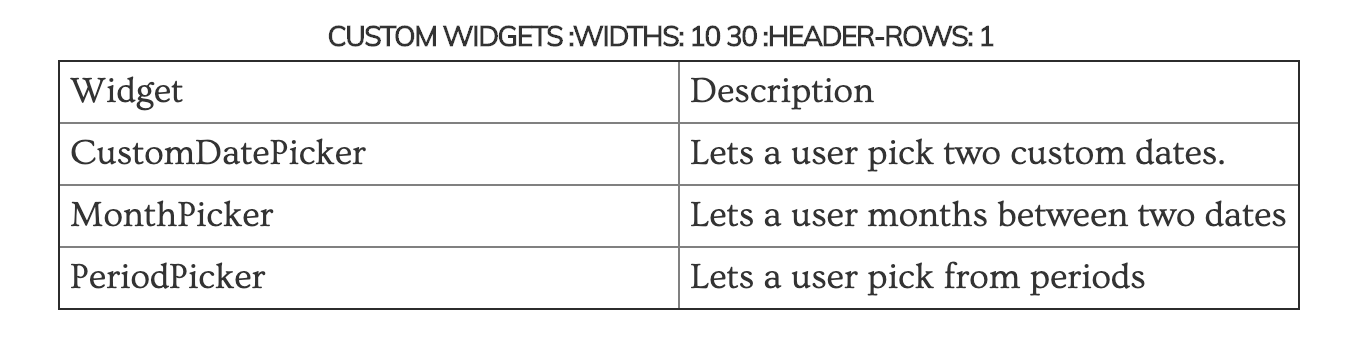 CUSTOM WIDGETS :WIDTHS: 10 30 :HEADER-ROWS: 1
Widget Description
CustomDatePicker Lets a user pick two custom dates.
MonthPicker Lets a user months between two dates
PeriodPicker Lets a user pick from periods